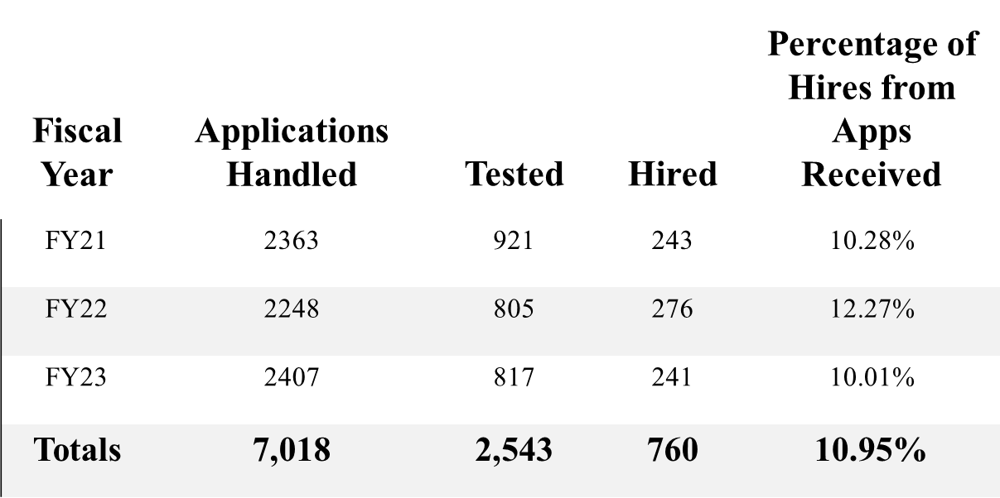 Percentage of
Hires from
Fiscal Applications Apps
Year Handled Tested Hired Received
FY21 2363 921 243 10.28%
FY22 2248 805 276 12.27%
FY23 2407 817 241 10.01%
Totals 7,018 2,543 760 10.95%